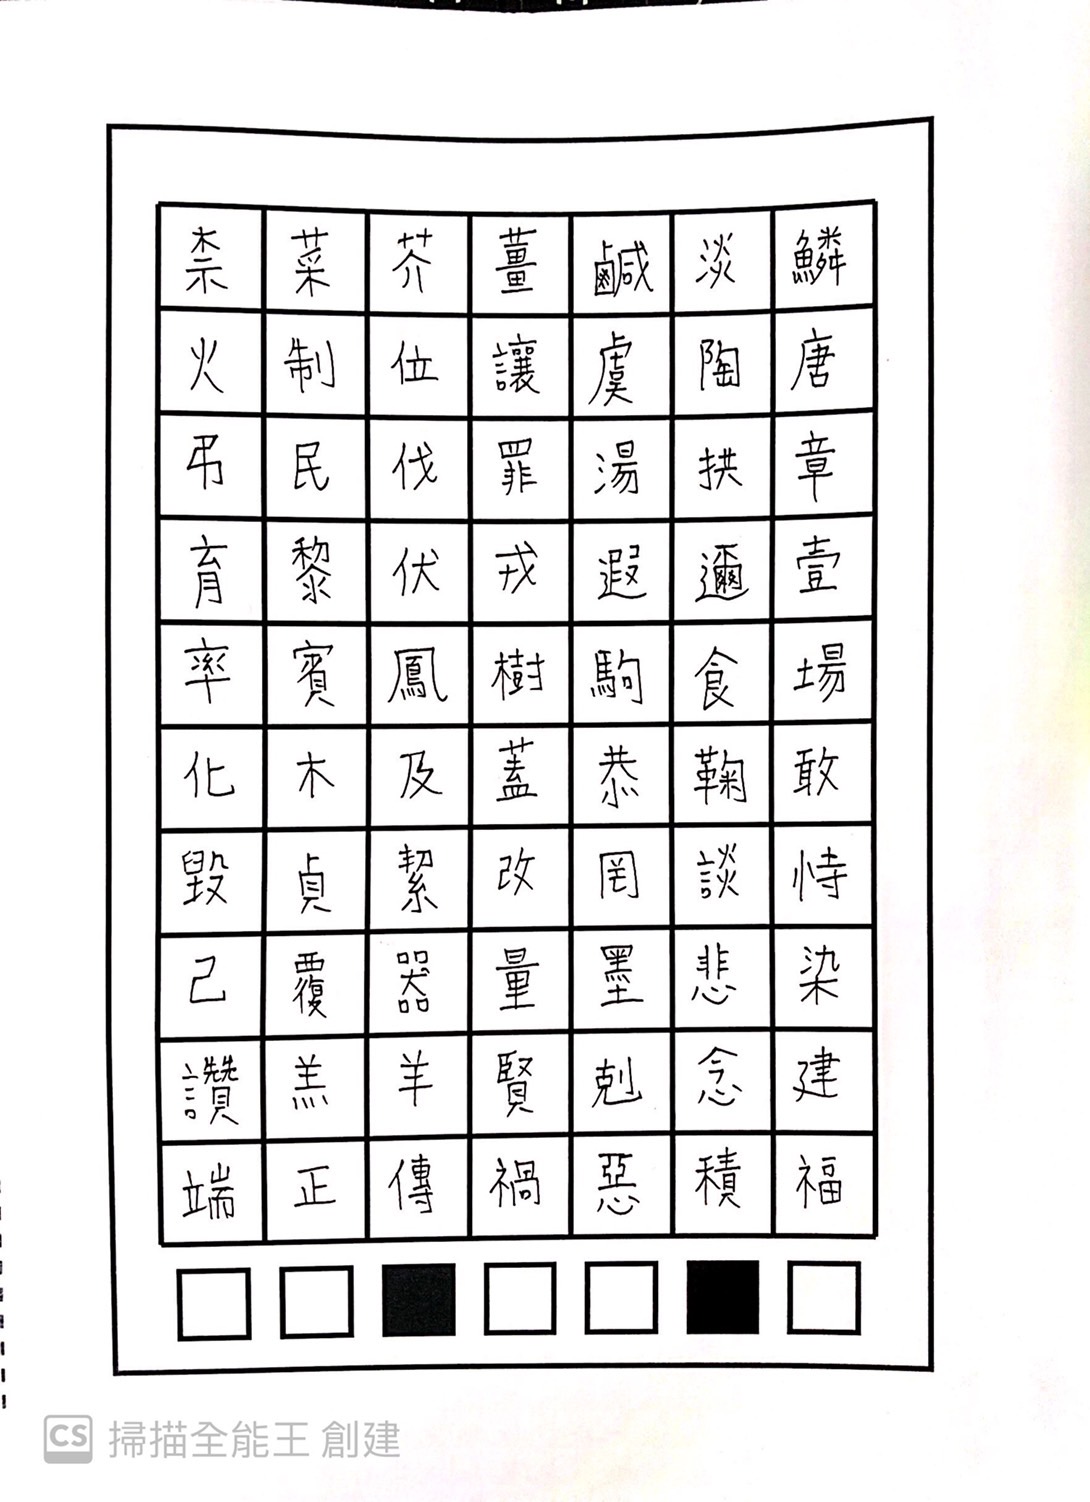 柰菜芥薑鹹淡鱗
火制位讓虞陶唐
弔民伐罪湯拱章
育黎伏戎遐邇壹
率賓鳳樹駒食場
化木及蓋恭鞠敢
毀貞絜改罔談恃
己覆器量墨悲染
讚羔羊賢剋念建
端正傳禍惡積福
CS 掃描全能王 創建